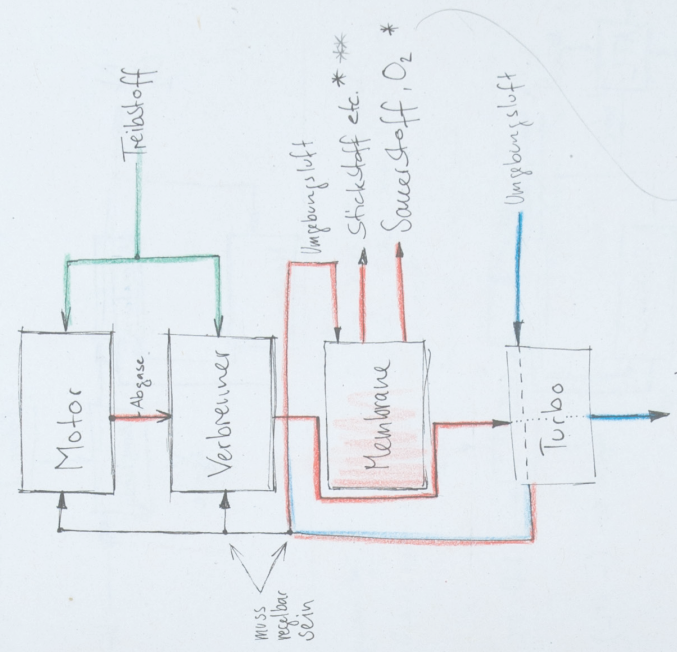 Treibstoff
Umgebungsluft
Stickstoff etc. * **
Sauerstoff, O2 *
Umgebungsluft
Motor
Abgase
Verbrenner
Membrane
Turbo
muss
regelbar
sein